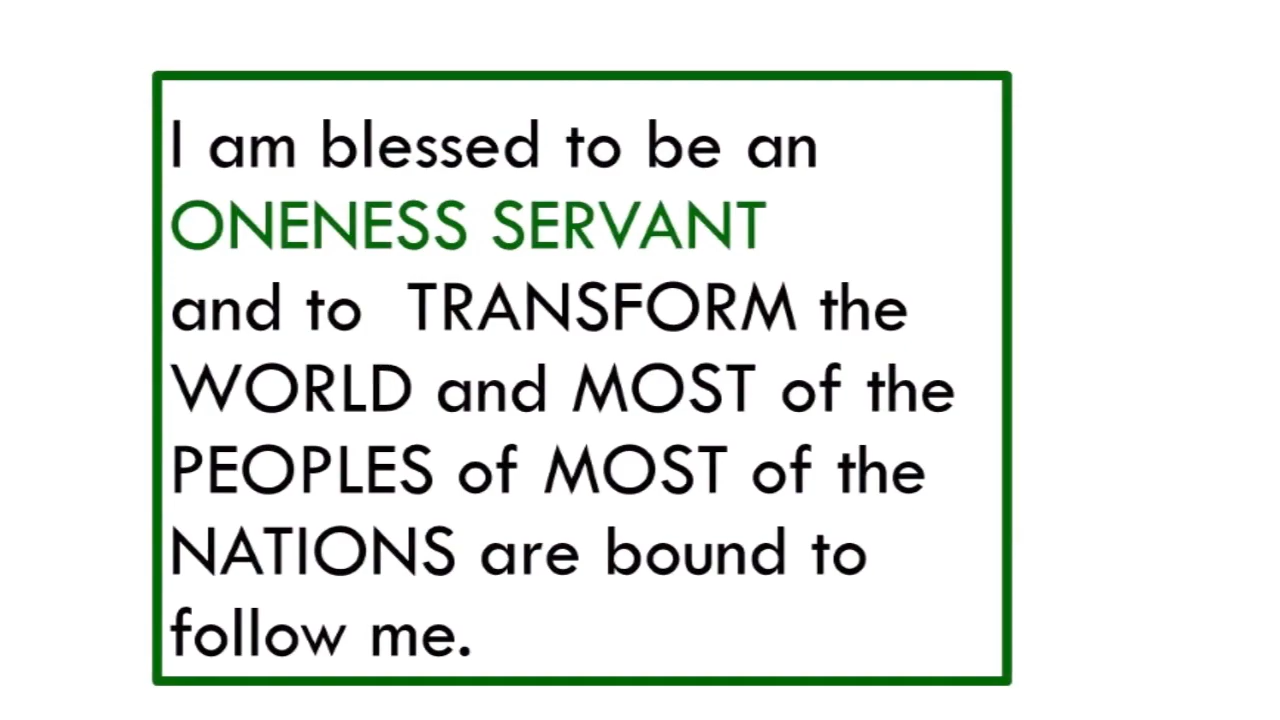 I am blessed to be an
ONENESS SERVANT
and to  TRANSFORM the
WORLD and MOST of the
PEOPLES of MOST of the
NATIONS are bound to
follow me.